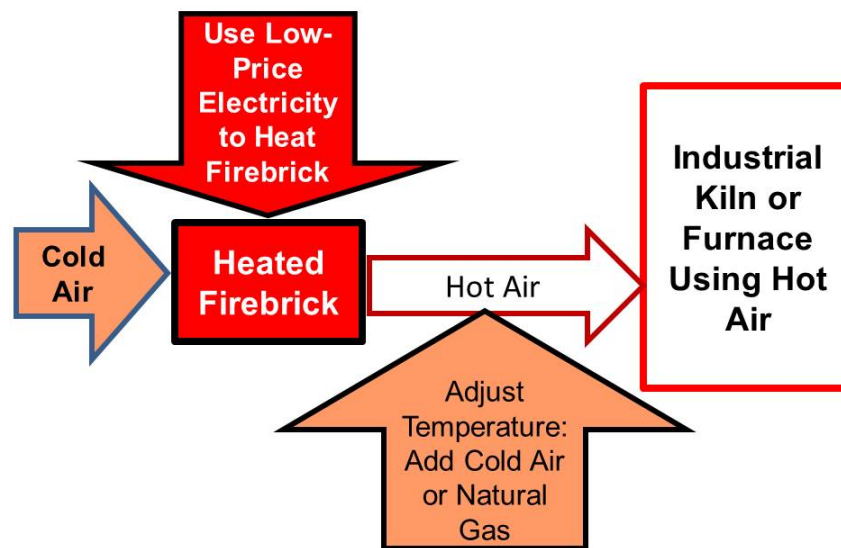 Use Low-
Price
Electricity
to Heat
Firebrick
Cold
Air
Heated
Firebrick
Hot Air
Industrial
Kiln or
Furnace
Using Hot
Air
Adjust
Temperature:
Add Cold Air
or Natural
Gas